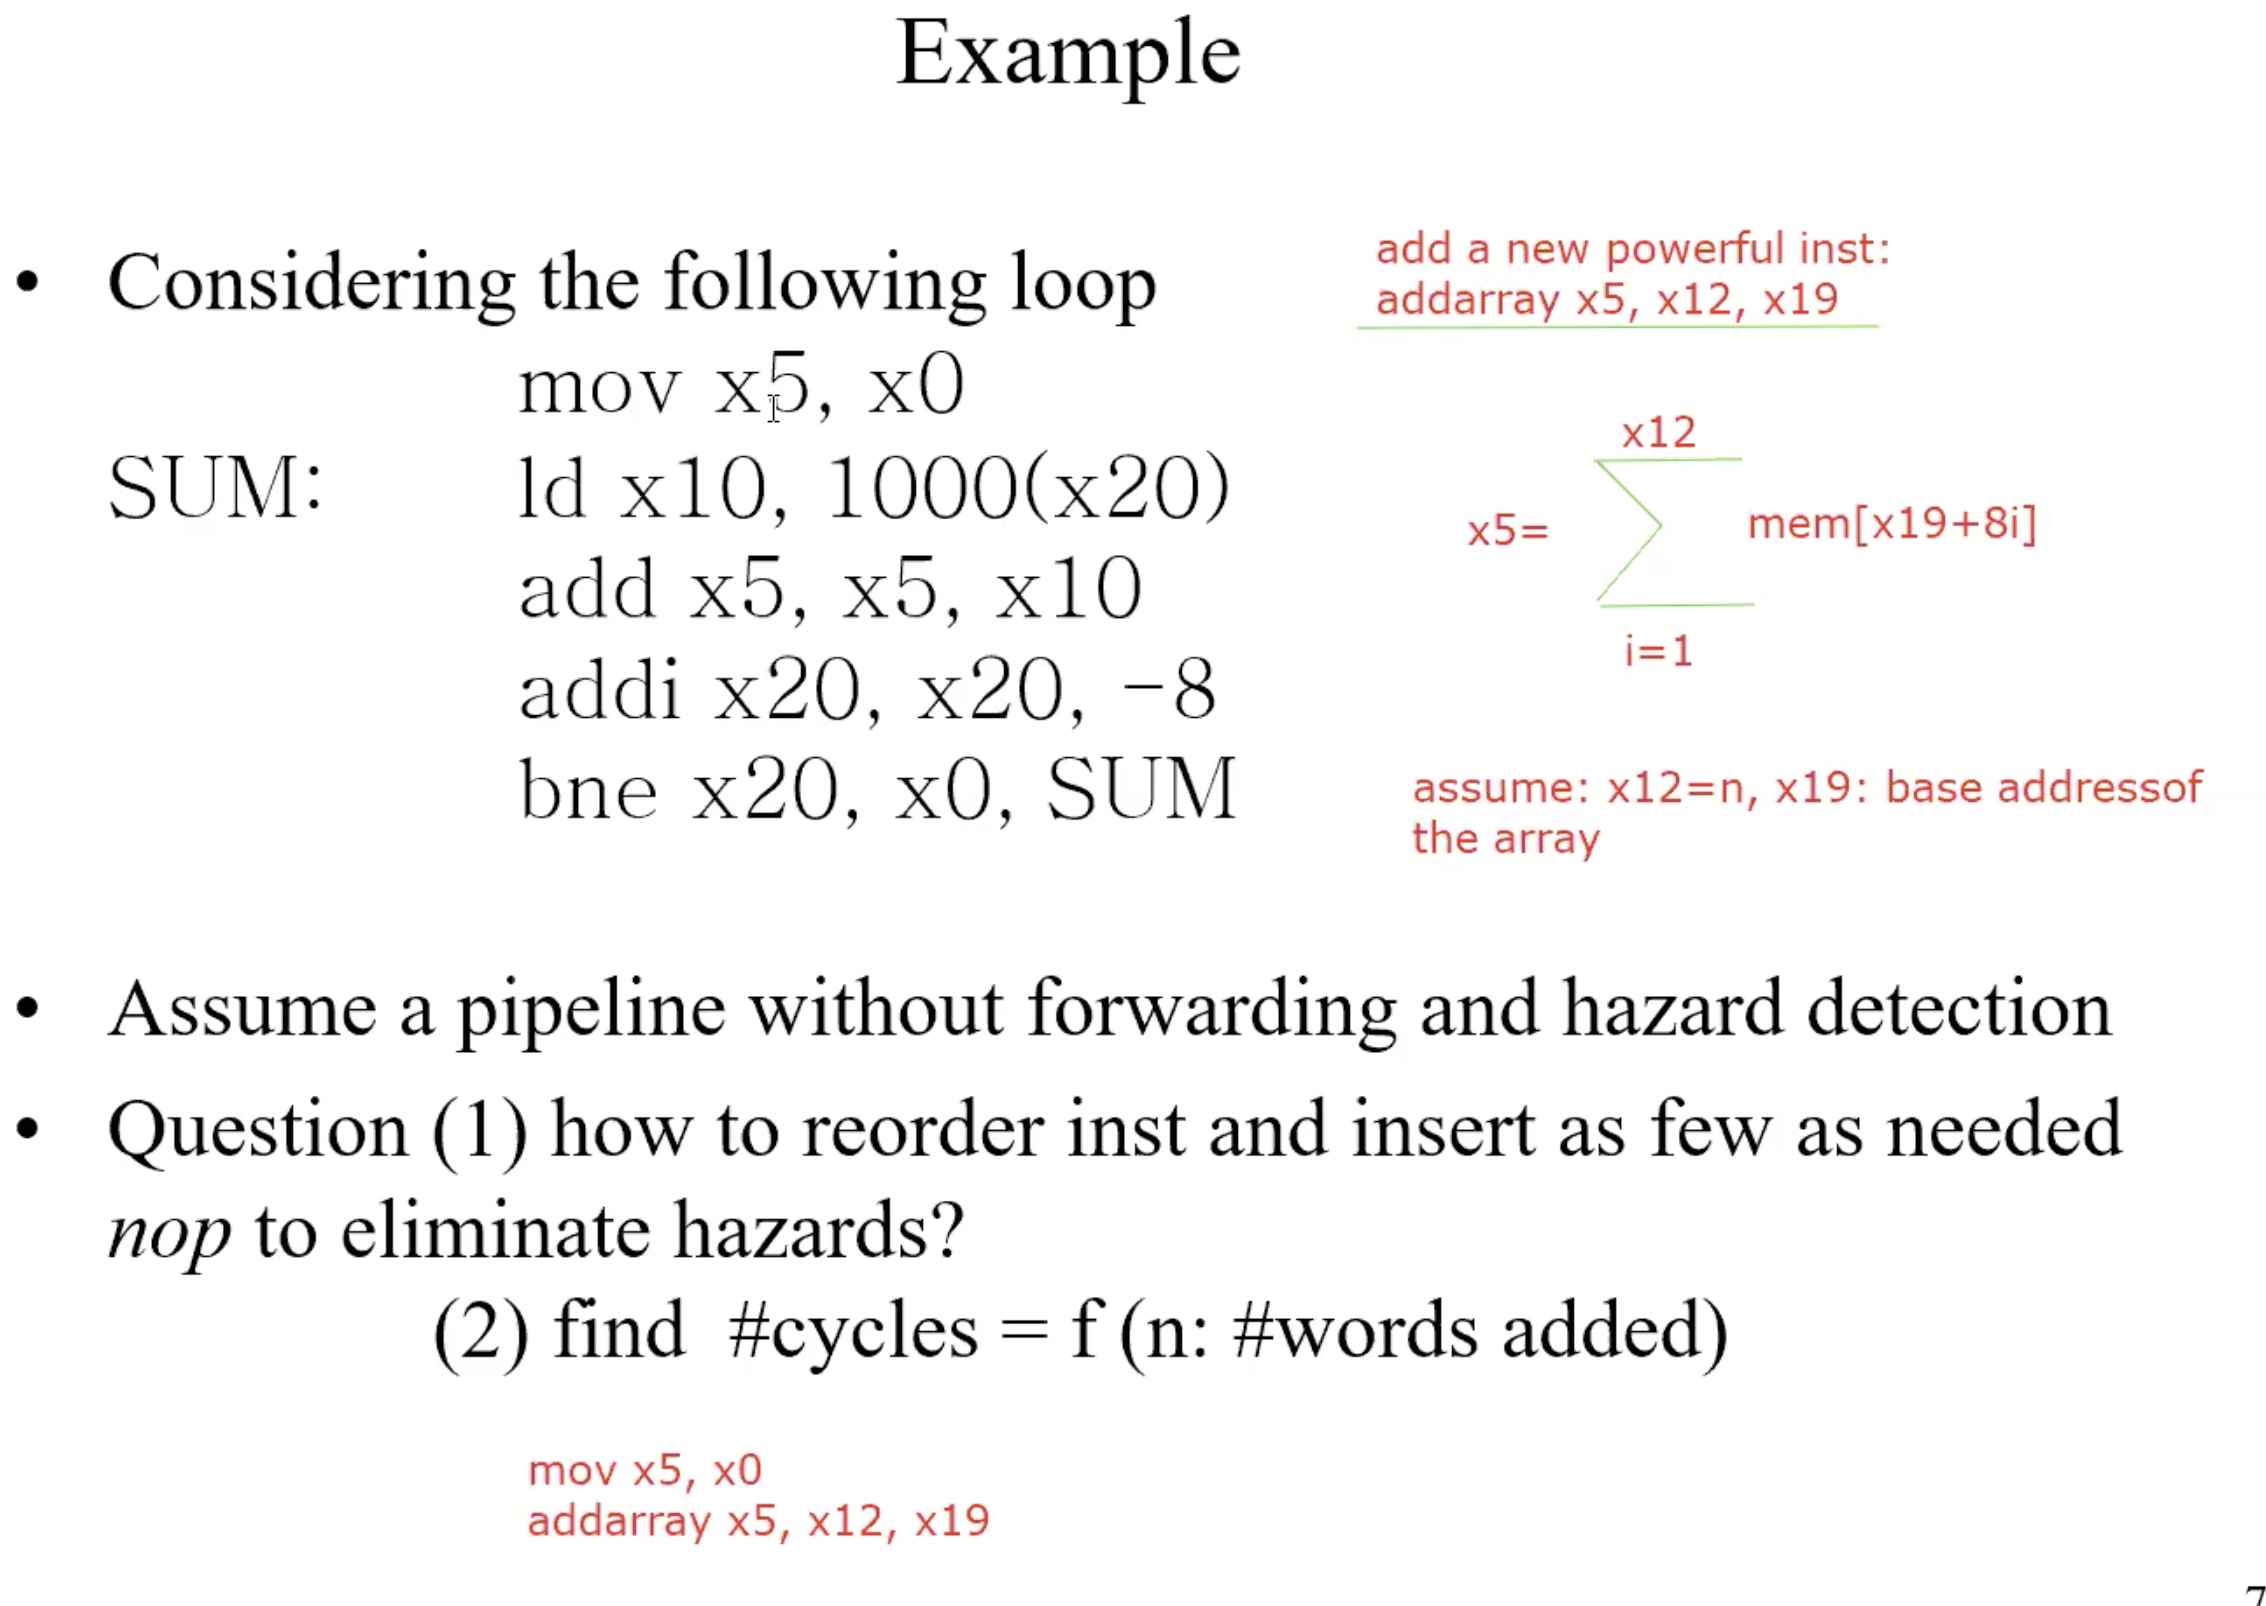 Example
• Considering the following loop
mov x5, x0
SUM: ld x10, 1000(x20)
add x5, x5, x10
addi x20, x20, -8
bne x20, x0, SUM
add a new powerful inst:
addarray x5, x12, x19
x12
x5= mem[x19+8i]
i=1
assume: x12=n, x19: base addressof
the array
• Assume a pipeline without forwarding and hazard detection
• Question (1) how to reorder inst and insert as few as needed
nop to eliminate hazards?
(2) find #cycles = f (n: #words added)
mov x5, x0
addarray x5, x12, x19
7